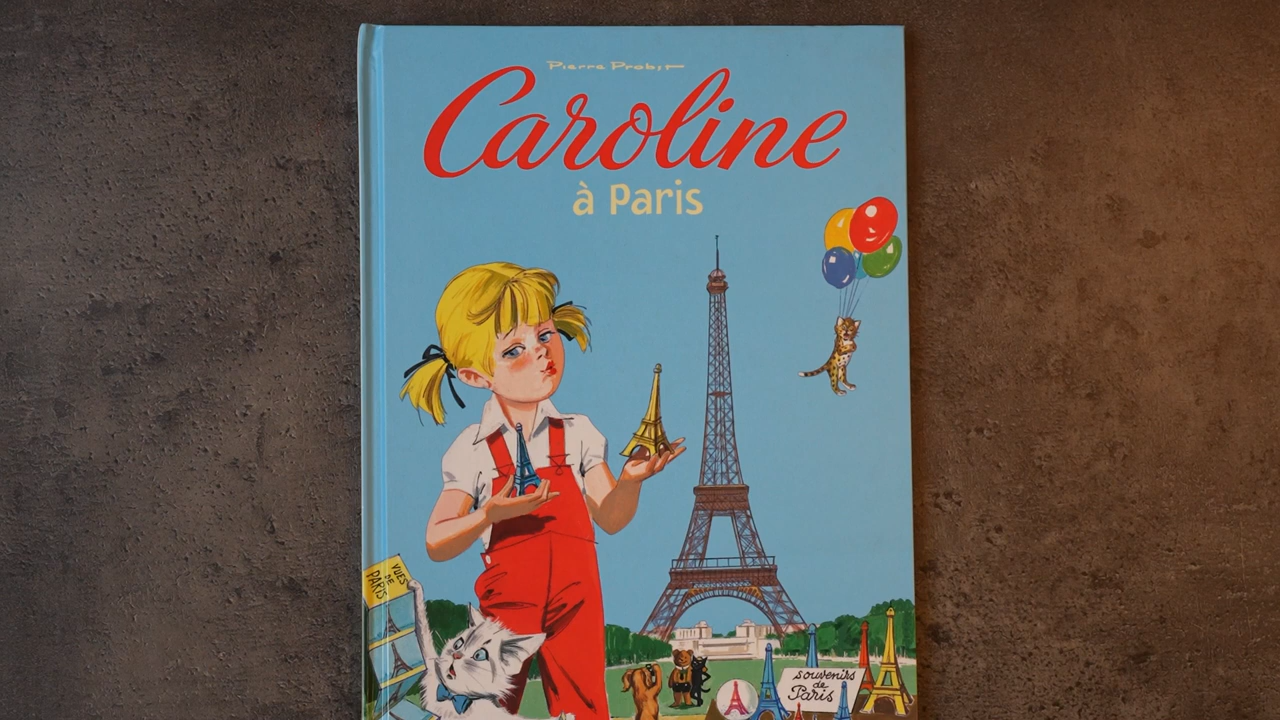 Pierre Probst
Caroline
à Paris
VUES
DE
PARIS
souvenirs
de
Paris